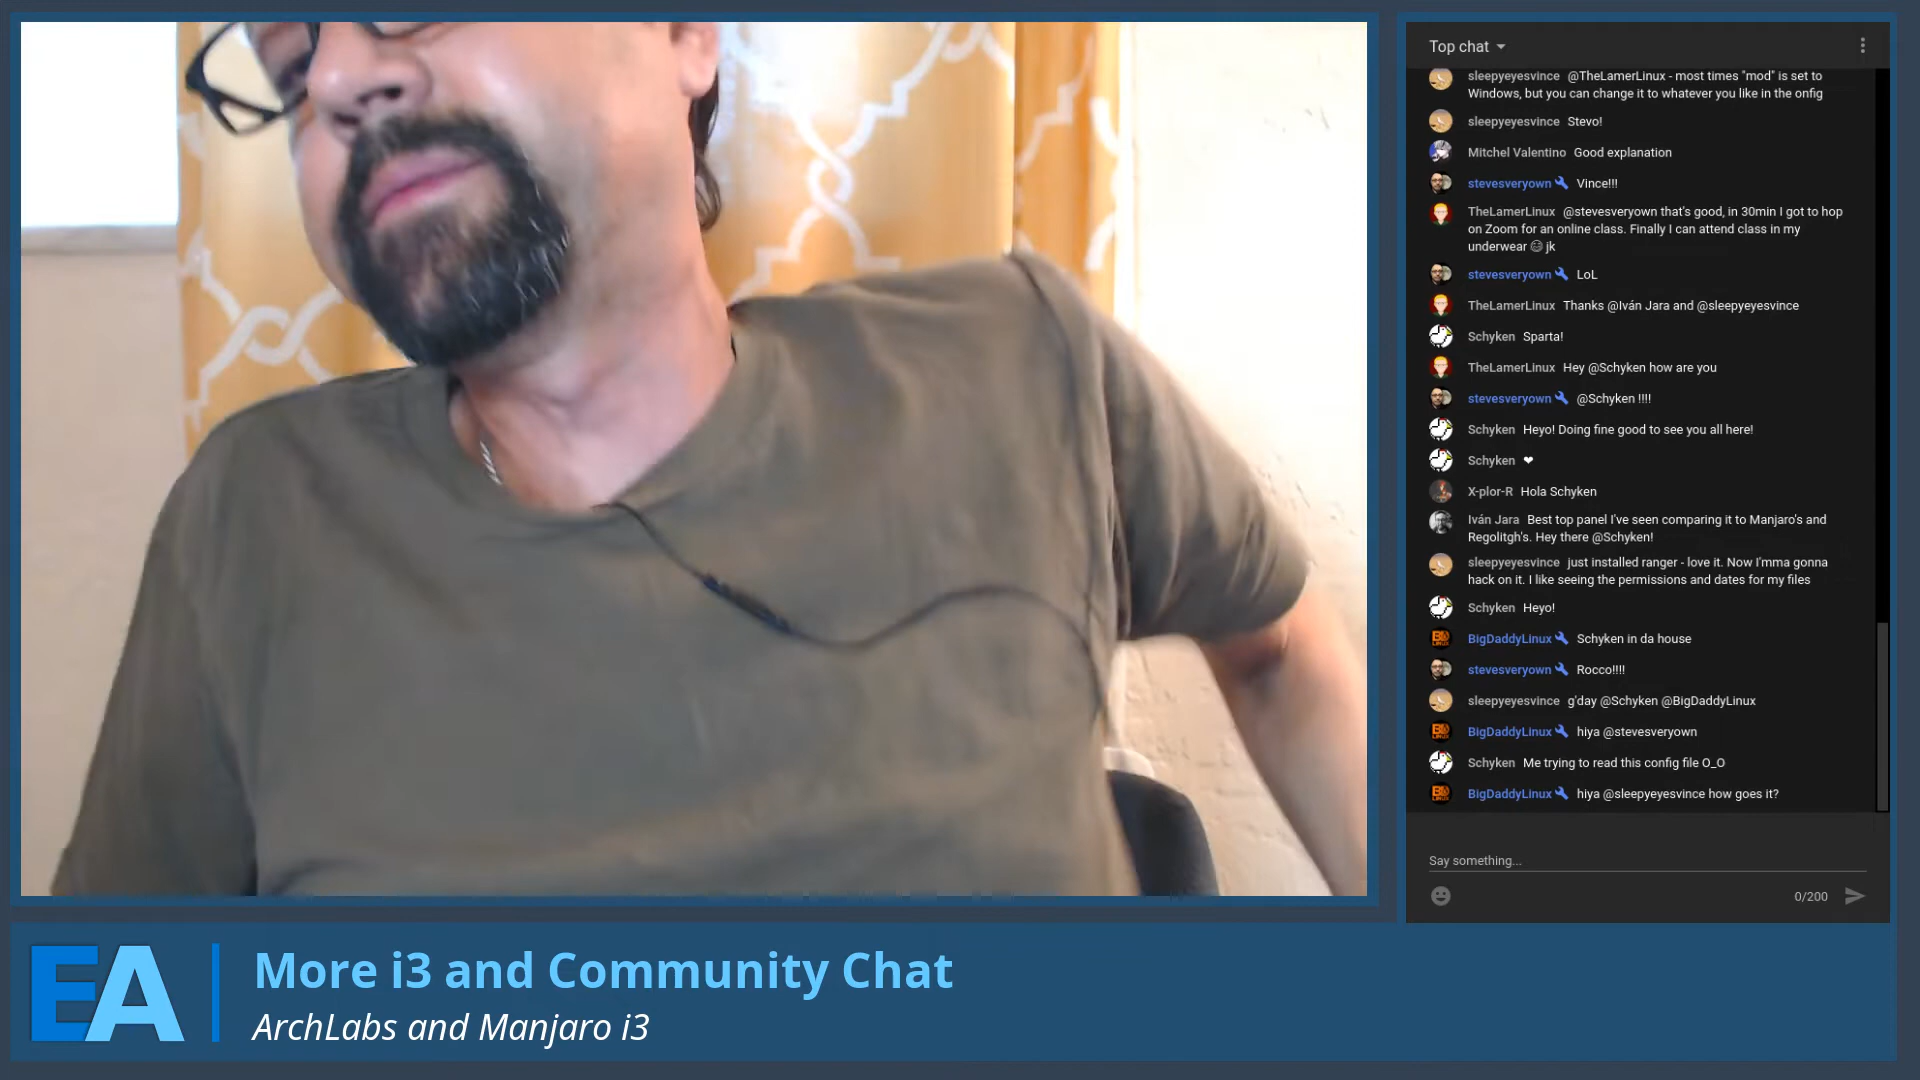 Top chat
sleepyeyesvince @TheLamerLinux - most times "mod" is set to
Windows, but you can change it to whatever you like in the onfig
sleepyeyesvince Stevo!
Mitchel Valentino Good explanation
stevesveryown Vince!!!
TheLamerLinux @stevesveryown that's good, in 30min I got to hop
on Zoom for an online class. Finally I can attend class in my
underwear 😅 jk
stevesveryown LoL
TheLamerLinux Thanks @Iván Jara and @sleepyeyesvince
Schyken Sparta!
TheLamerLinux Hey @Schyken how are you
stevesveryown @Schyken !!!!
Schyken Heyo! Doing fine good to see you all here!
Schyken ❤
X-plor-R Hola Schyken
Iván Jara Best top panel I've seen comparing it to Manjaro's and
Regolitgh's. Hey there @Schyken!
sleepyeyesvince just installed ranger - love it. Now I'mma gonna
hack on it. I like seeing the permissions and dates for my files
Schyken Heyo!
BigDaddyLinux Schyken in da house
stevesveryown Rocco!!!!
sleepyeyesvince g'day @Schyken @BigDaddyLinux
BigDaddyLinux hiya @stevesveryown
Schyken Me trying to read this config file O_O
BigDaddyLinux hiya @sleepyeyesvince how goes it?
Say something...
0/200
EA
More i3 and Community Chat
ArchLabs and Manjaro i3